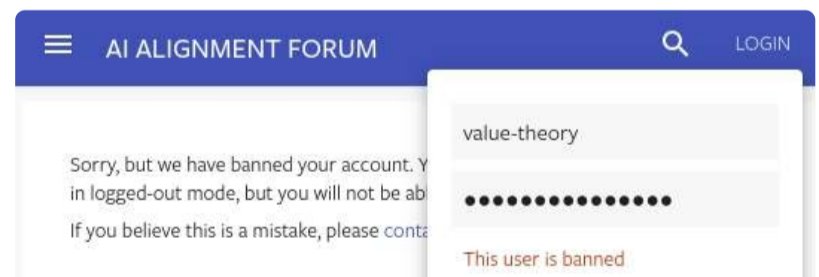 AI ALIGNMENT FORUM
LOGIN
value-theory
Sorry, but we have banned your account. Y
in logged-out mode, but you will not be ab
If you believe this is a mistake, please conta
•••••••••••••••
This user is banned